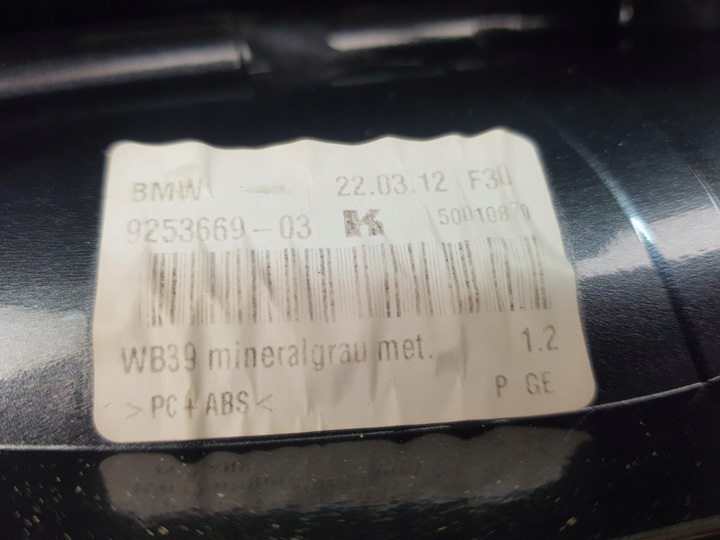 BMW 22.03.12 F30
9253669-03 K 50010870
WB39 mineralgrau met. 1.2
>PC+ABS< P GE